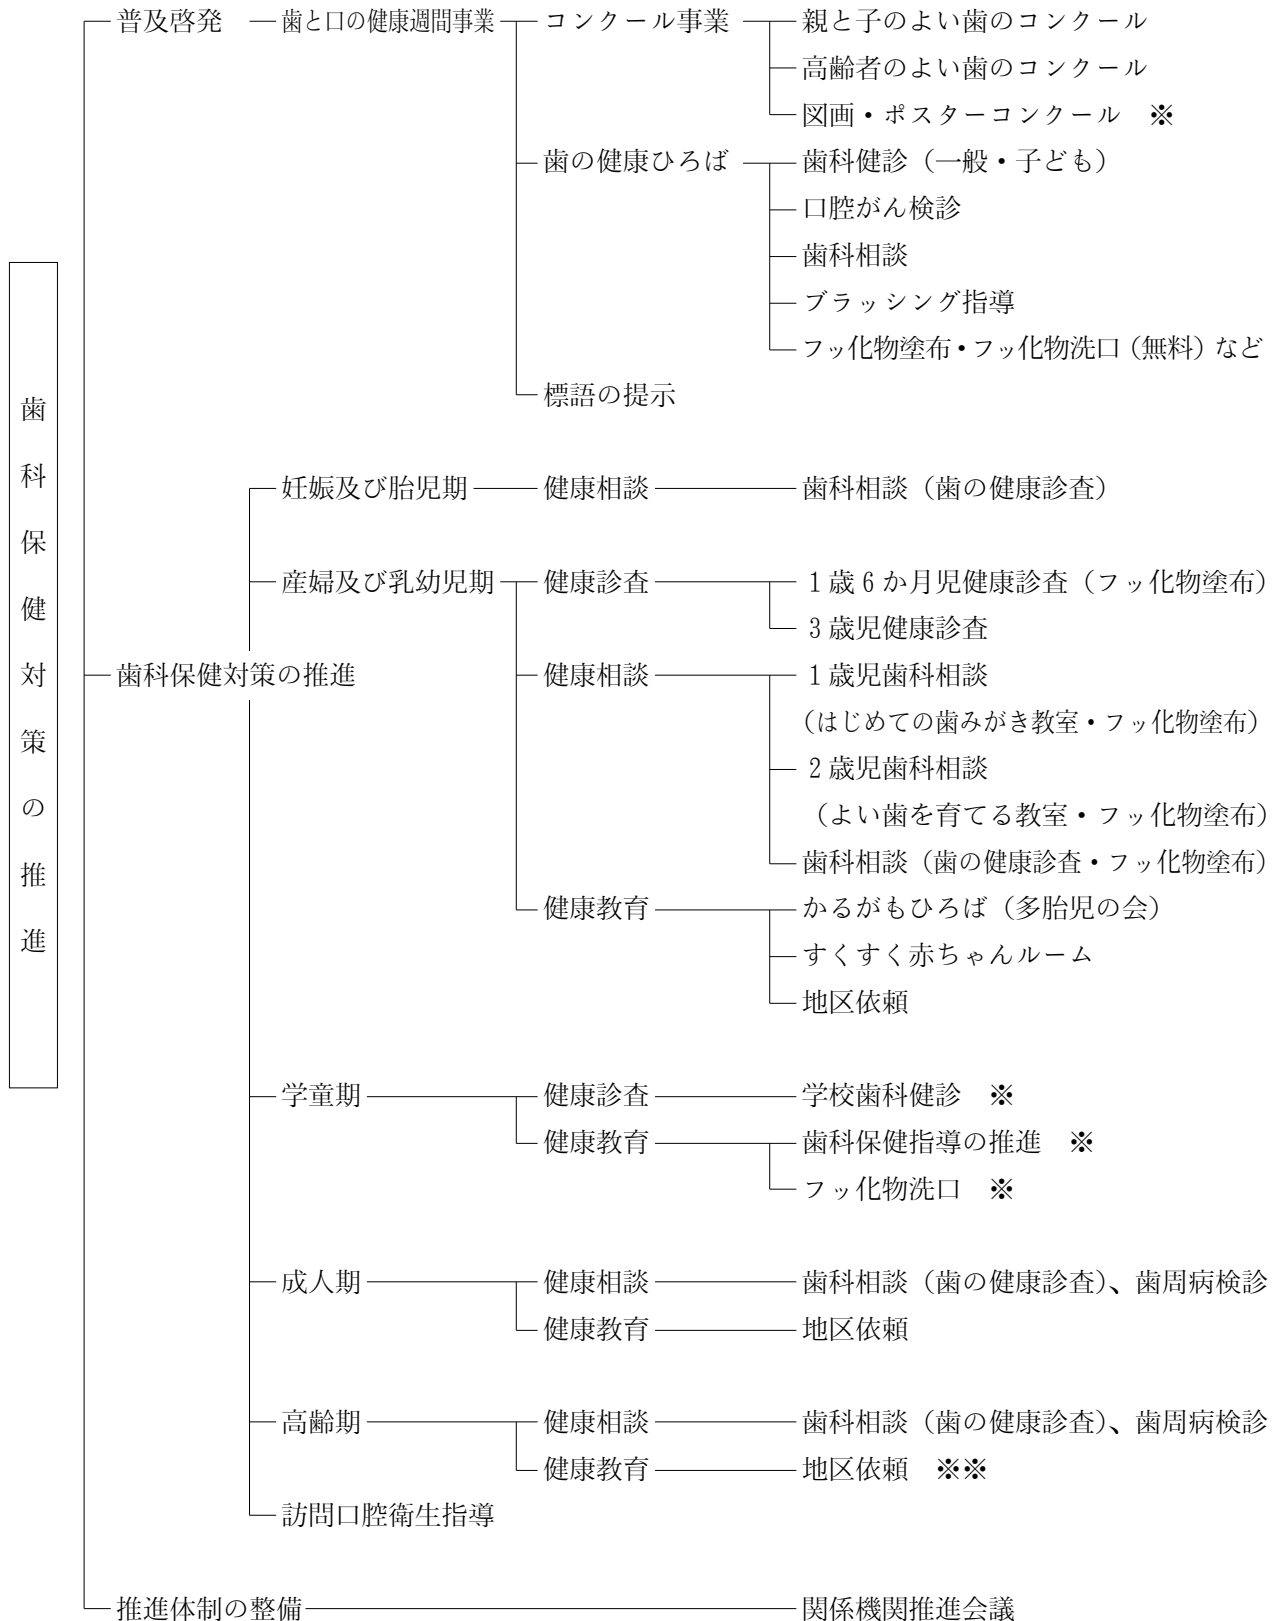 歯科保健対策の推進
普及啓発 歯と口の健康週間事業 コンクール事業 親と子のよい歯のコンクール
高齢者のよい歯のコンクール
図画・ポスターコンクール ※
歯の健康ひろば 歯科健診（一般・子ども）
口腔がん検診
歯科相談
ブラッシング指導
フッ化物塗布・フッ化物洗口（無料）など
標語の提示
妊娠及び胎児期 健康相談 歯科相談（歯の健康診査）
産婦及び乳幼児期 健康診査 1歳6か月児健康診査（フッ化物塗布）
3歳児健康診査
歯科保健対策の推進 健康相談 1歳児歯科相談
（はじめての歯みがき教室・フッ化物塗布）
2歳児歯科相談
（よい歯を育てる教室・フッ化物塗布）
歯科相談（歯の健康診査・フッ化物塗布）
健康教育 かるがもひろば（多胎児の会）
すくすく赤ちゃんルーム
地区依頼
学童期 健康診査 学校歯科健診 ※
健康教育 歯科保健指導の推進 ※
フッ化物洗口 ※
成人期 健康相談 歯科相談（歯の健康診査）、歯周病検診
健康教育 地区依頼
高齢期 健康相談 歯科相談（歯の健康診査）、歯周病検診
健康教育 地区依頼 ※※
訪問口腔衛生指導
推進体制の整備 関係機関推進会議